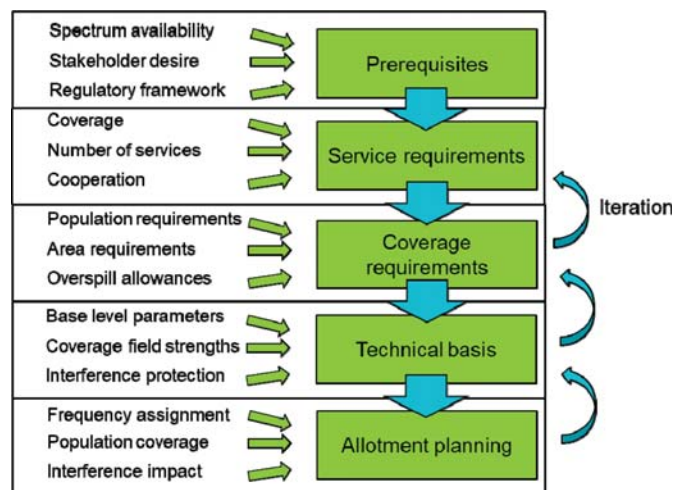 Spectrum availability
Stakeholder desire
Regulatory framework
Prerequisites
Coverage
Number of services
Cooperation
Service requirements
Population requirements
Area requirements
Overspill allowances
Coverage
requirements
Base level parameters
Coverage field strengths
Interference protection
Technical basis
Frequency assignment
Population coverage
Interference impact
Allotment planning
Iteration